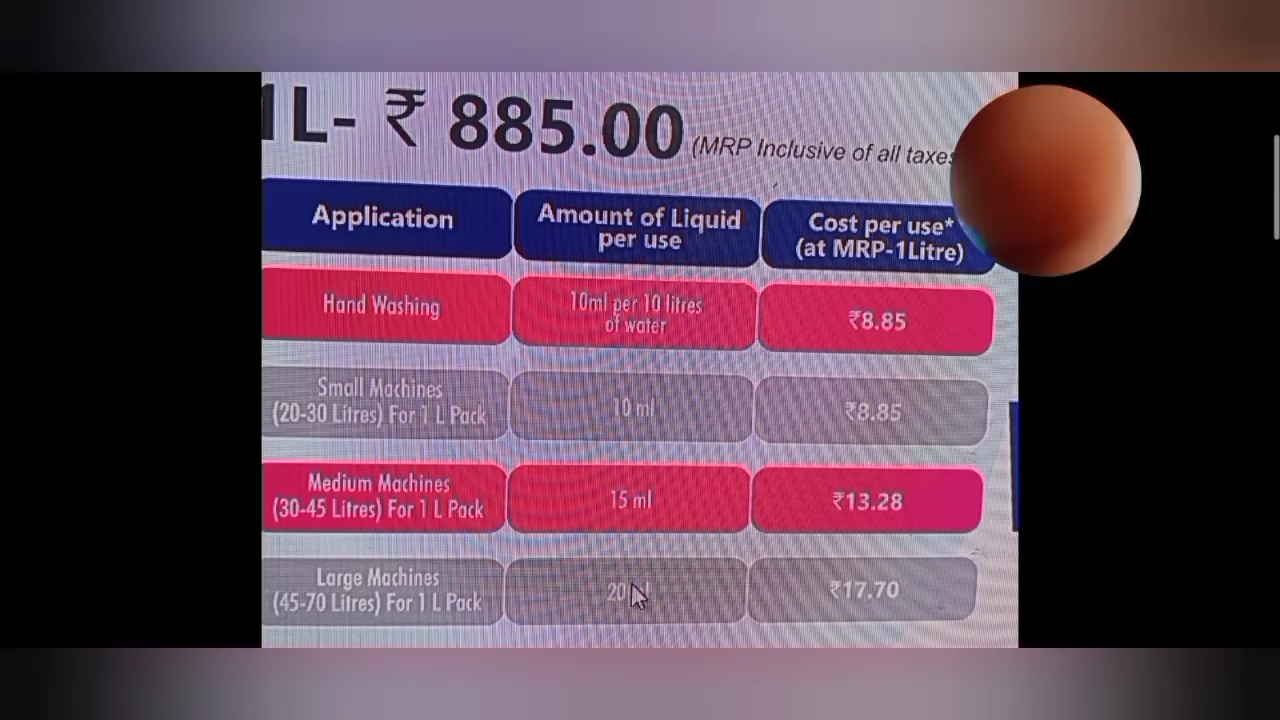 1L- ₹ 885.00 (MRP Inclusive of all taxes
Application
Amount of Liquid
per use
Cost per use*
(at MRP-1Litre)
Hand Washing
10ml per 10 litres
of water
₹8.85
Small Machines
(20-30 Litres) For 1 L Pack
10 ml
₹8.85
Medium Machines
(30-45 Litres) For 1 L Pack
15 ml
₹13.28
Large Machines
(45-70 Litres) For 1 L Pack
20
₹17.70